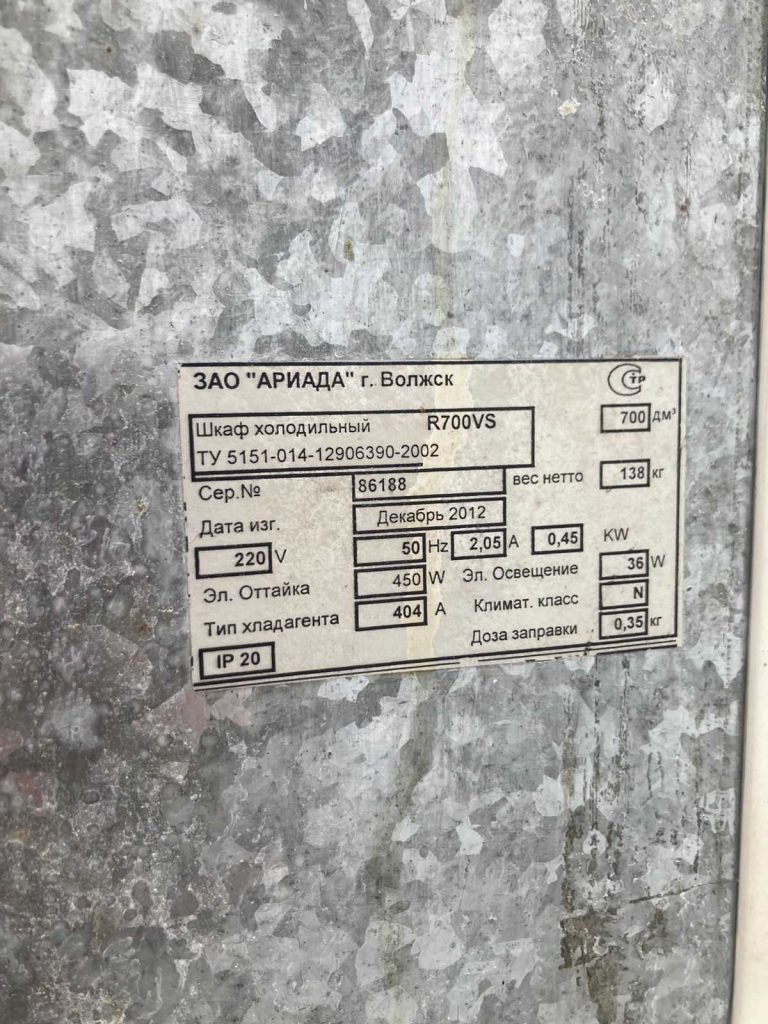 ЗАО "АРИАДА" г. Волжск
СТР
Шкаф холодильный R700VS 700 дм³
ТУ 5151-014-12906390-2002
Сер.№ 86188 вес нетто 138 кг
Дата изг. Декабрь 2012
220 V 50 Hz 2,05 A 0,45 KW
Эл. Оттайка 450 W Эл. Освещение 36 W
Тип хладагента 404 A Климат. класс N
IP 20 Доза заправки 0,35 кг